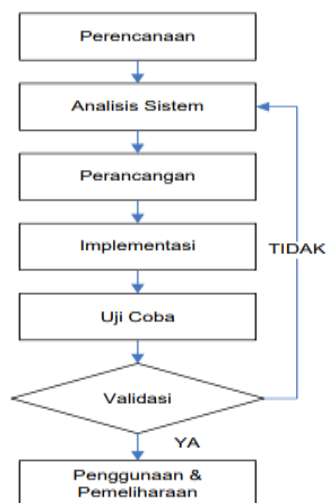 Perencanaan
Analisis Sistem
Perancangan
Implementasi
TIDAK
Uji Coba
Validasi
YA
Penggunaan &
Pemeliharaan